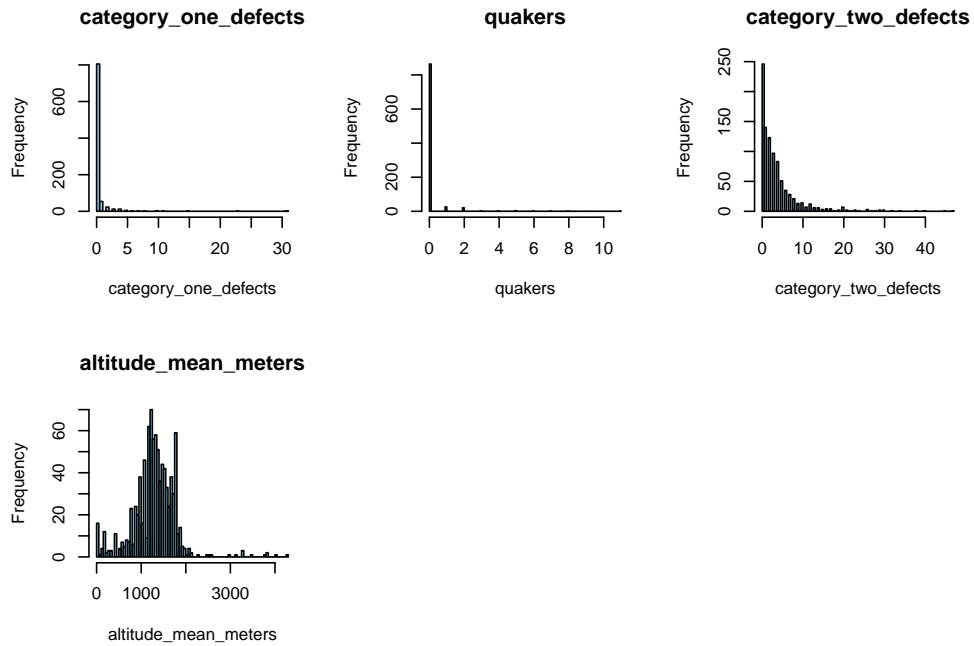 category_one_defects
Frequency
0
200
600
0
5
10
20
30
category_one_defects
quakers
Frequency
0
200
600
0
2
4
6
8
10
quakers
category_two_defects
Frequency
0
50
150
250
0
10
20
30
40
category_two_defects
altitude_mean_meters
Frequency
0
20
40
60
0
1000
3000
altitude_mean_meters